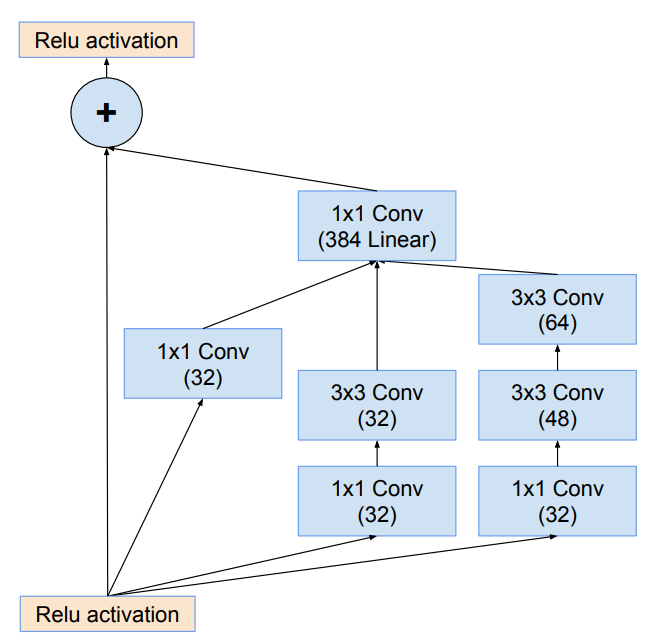 Relu activation
+
1x1 Conv
(384 Linear)
3x3 Conv
(64)
1x1 Conv
(32)
3x3 Conv
(32)
3x3 Conv
(48)
1x1 Conv
(32)
1x1 Conv
(32)
Relu activation